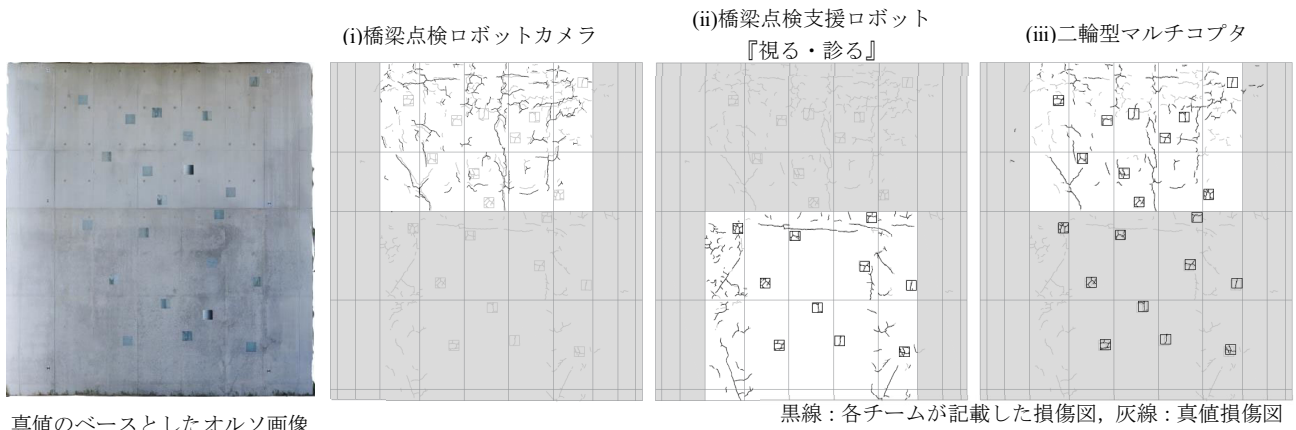 (i)橋梁点検ロボットカメラ
(ii)橋梁点検支援ロボット
『視る・診る』
(iii)二輪型マルチコプタ
真値のベースとしたオルソ画像
黒線：各チームが記載した損傷図, 灰線：真値損傷図